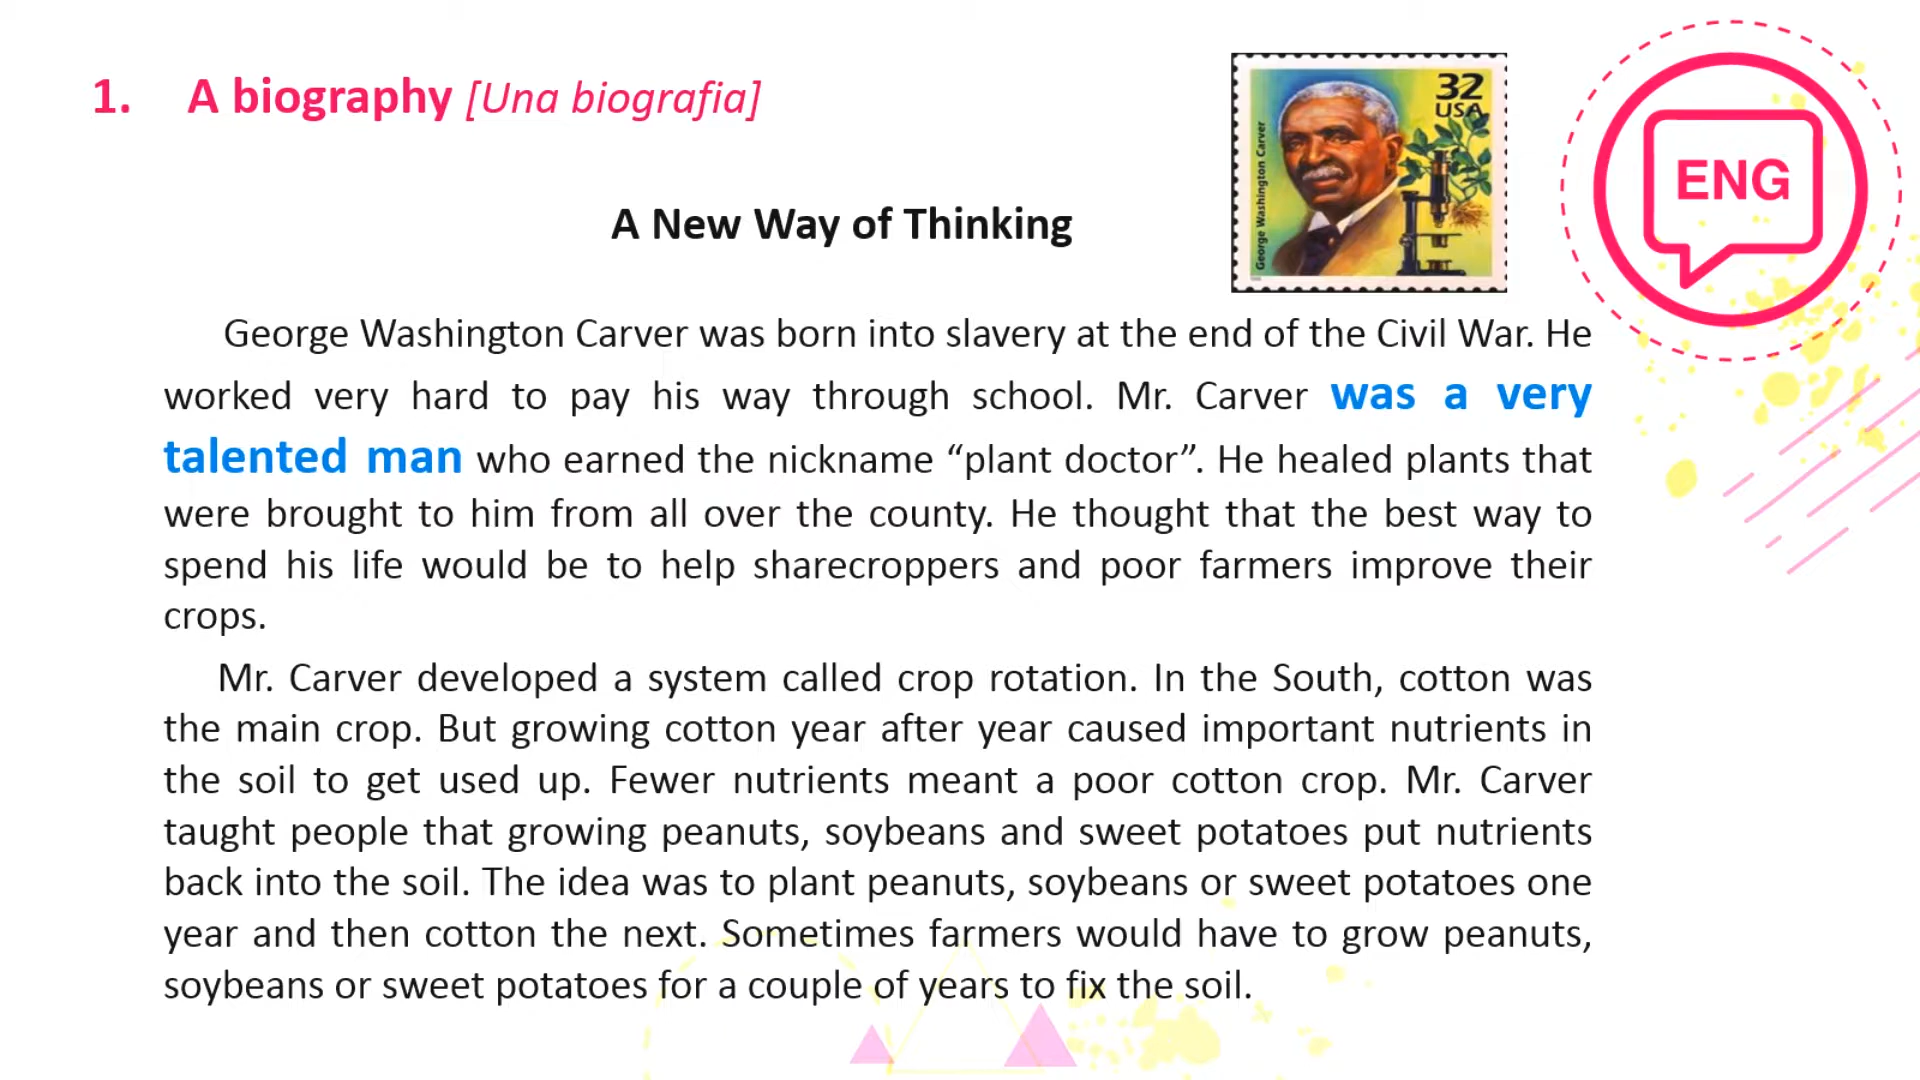 1. A biography [Una biografia]
32
USA
George Washington Carver
ENG
A New Way of Thinking
George Washington Carver was born into slavery at the end of the Civil War. He
worked very hard to pay his way through school. Mr. Carver was a very
talented man who earned the nickname “plant doctor”. He healed plants that
were brought to him from all over the county. He thought that the best way to
spend his life would be to help sharecroppers and poor farmers improve their
crops.
Mr. Carver developed a system called crop rotation. In the South, cotton was
the main crop. But growing cotton year after year caused important nutrients in
the soil to get used up. Fewer nutrients meant a poor cotton crop. Mr. Carver
taught people that growing peanuts, soybeans and sweet potatoes put nutrients
back into the soil. The idea was to plant peanuts, soybeans or sweet potatoes one
year and then cotton the next. Sometimes farmers would have to grow peanuts,
soybeans or sweet potatoes for a couple of years to fix the soil.